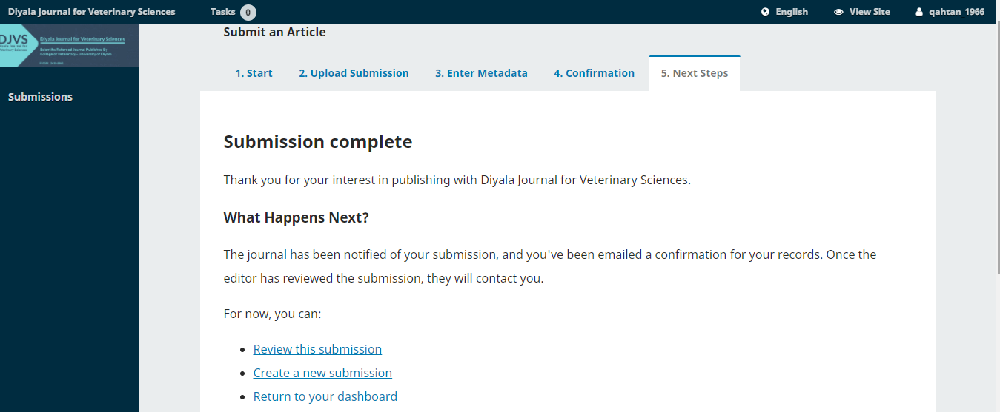 Diyala Journal for Veterinary Sciences Tasks 0 English View Site qahtan_1966
DJVS
Diyala Journal for Veterinary Sciences
Scientific Refereed Journal Published By
College of Veterinary - University of Diyala
Submissions
Submit an Article
1. Start 2. Upload Submission 3. Enter Metadata 4. Confirmation 5. Next Steps
Submission complete
Thank you for your interest in publishing with Diyala Journal for Veterinary Sciences.
What Happens Next?
The journal has been notified of your submission, and you've been emailed a confirmation for your records. Once the
editor has reviewed the submission, they will contact you.
For now, you can:
Review this submission
Create a new submission
Return to your dashboard